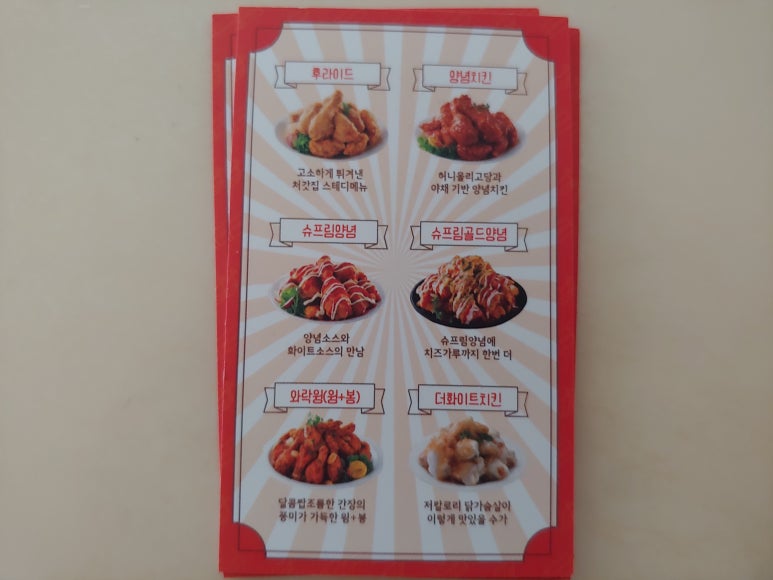 후라이드
양념치킨
고소하게 튀겨낸
처갓집 스테디메뉴
허니올리고당과
야채 기반 양념치킨
슈프림양념
슈프림골드양념
양념소스와
화이트소스의 만남
슈프림양념에
치즈가루까지 한번 더
와락윙(윙+봉)
더화이트치킨
달콤짭조름한 간장의
풍미가 가득한 윙+봉
저칼로리 닭가슴살이
이렇게 맛있을 수가